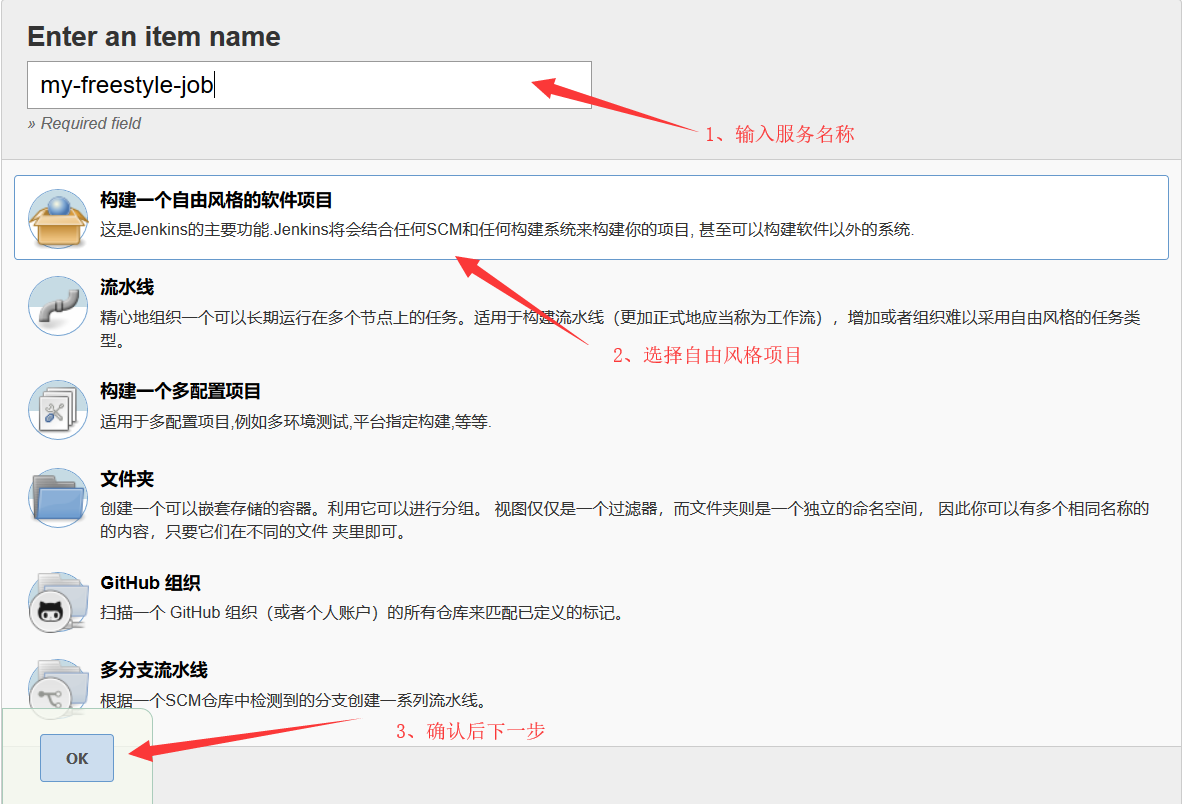 Enter an item name
my-freestyle-job
» Required field
1、输入服务名称
构建一个自由风格的软件项目
这是Jenkins的主要功能.Jenkins将会结合任何SCM和任何构建系统来构建你的项目, 甚至可以构建软件以外的系统.
流水线
精心地组织一个可以长期运行在多个节点上的任务。适用于构建流水线（更加正式地应当称为工作流），增加或者组织难以采用自由风格的任务类
型。
2、选择自由风格项目
构建一个多配置项目
适用于多配置项目,例如多环境测试,平台指定构建,等等.
文件夹
创建一个可以嵌套存储的容器。利用它可以进行分组。 视图仅仅是一个过滤器，而文件夹则是一个独立的命名空间， 因此你可以有多个相同名称的
的内容，只要它们在不同的文件 夹里即可。
GitHub 组织
扫描一个 GitHub 组织（或者个人账户）的所有仓库来匹配已定义的标记。
多分支流水线
根据一个SCM仓库中检测到的分支创建一系列流水线。
3、确认后下一步
OK